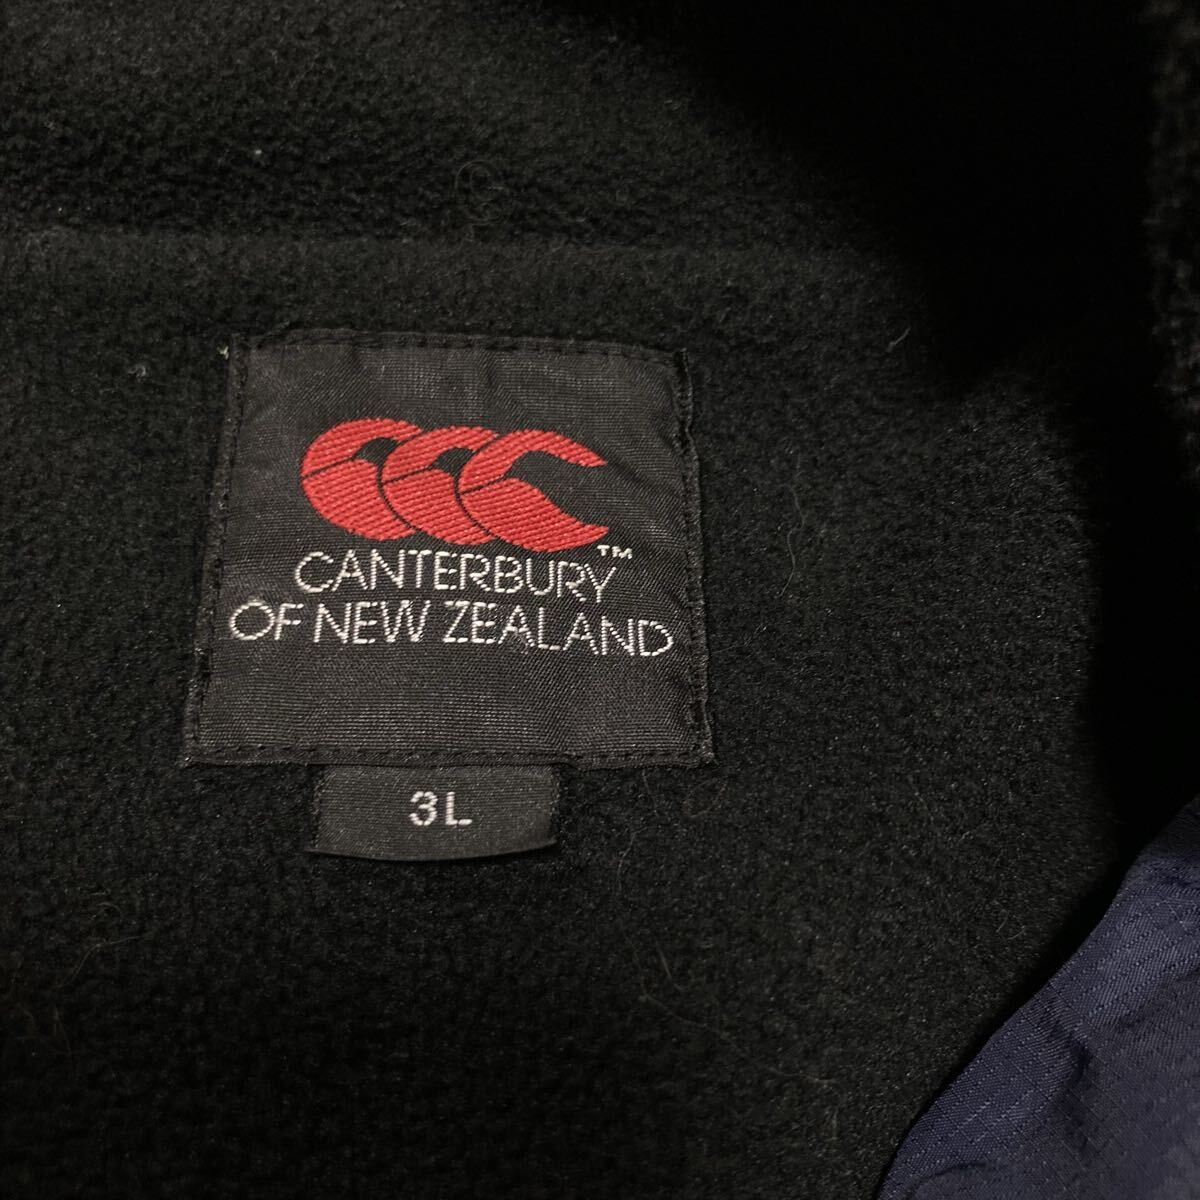 CANTERBURY™
OF NEW ZEALAND
3L